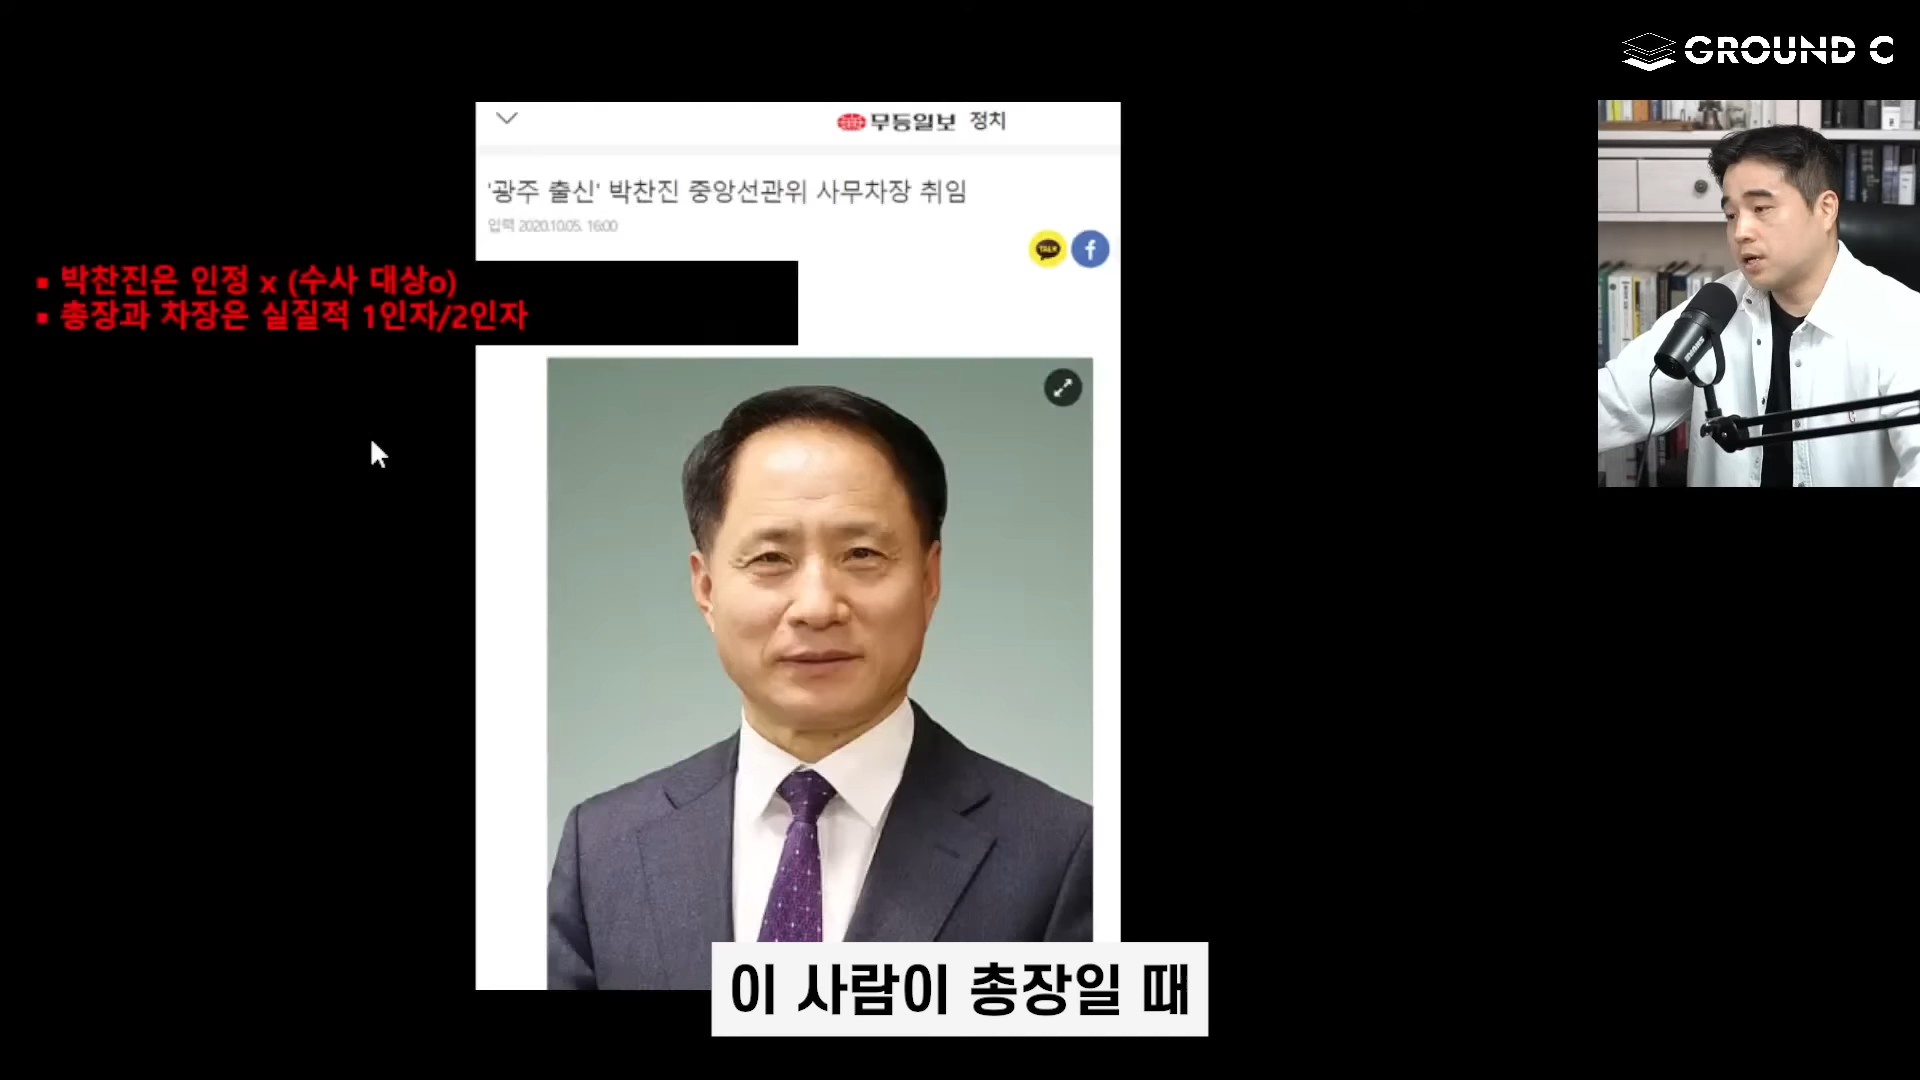 GROUND C
무등일보 정치
'광주 출신' 박찬진 중앙선관위 사무차장 취임
입력 2020.10.05. 16:00
TALK
f
▪ 박찬진은 인정 x (수사 대상o)
▪ 총장과 차장은 실질적 1인자/2인자
SHURE
이 사람이 총장일 때